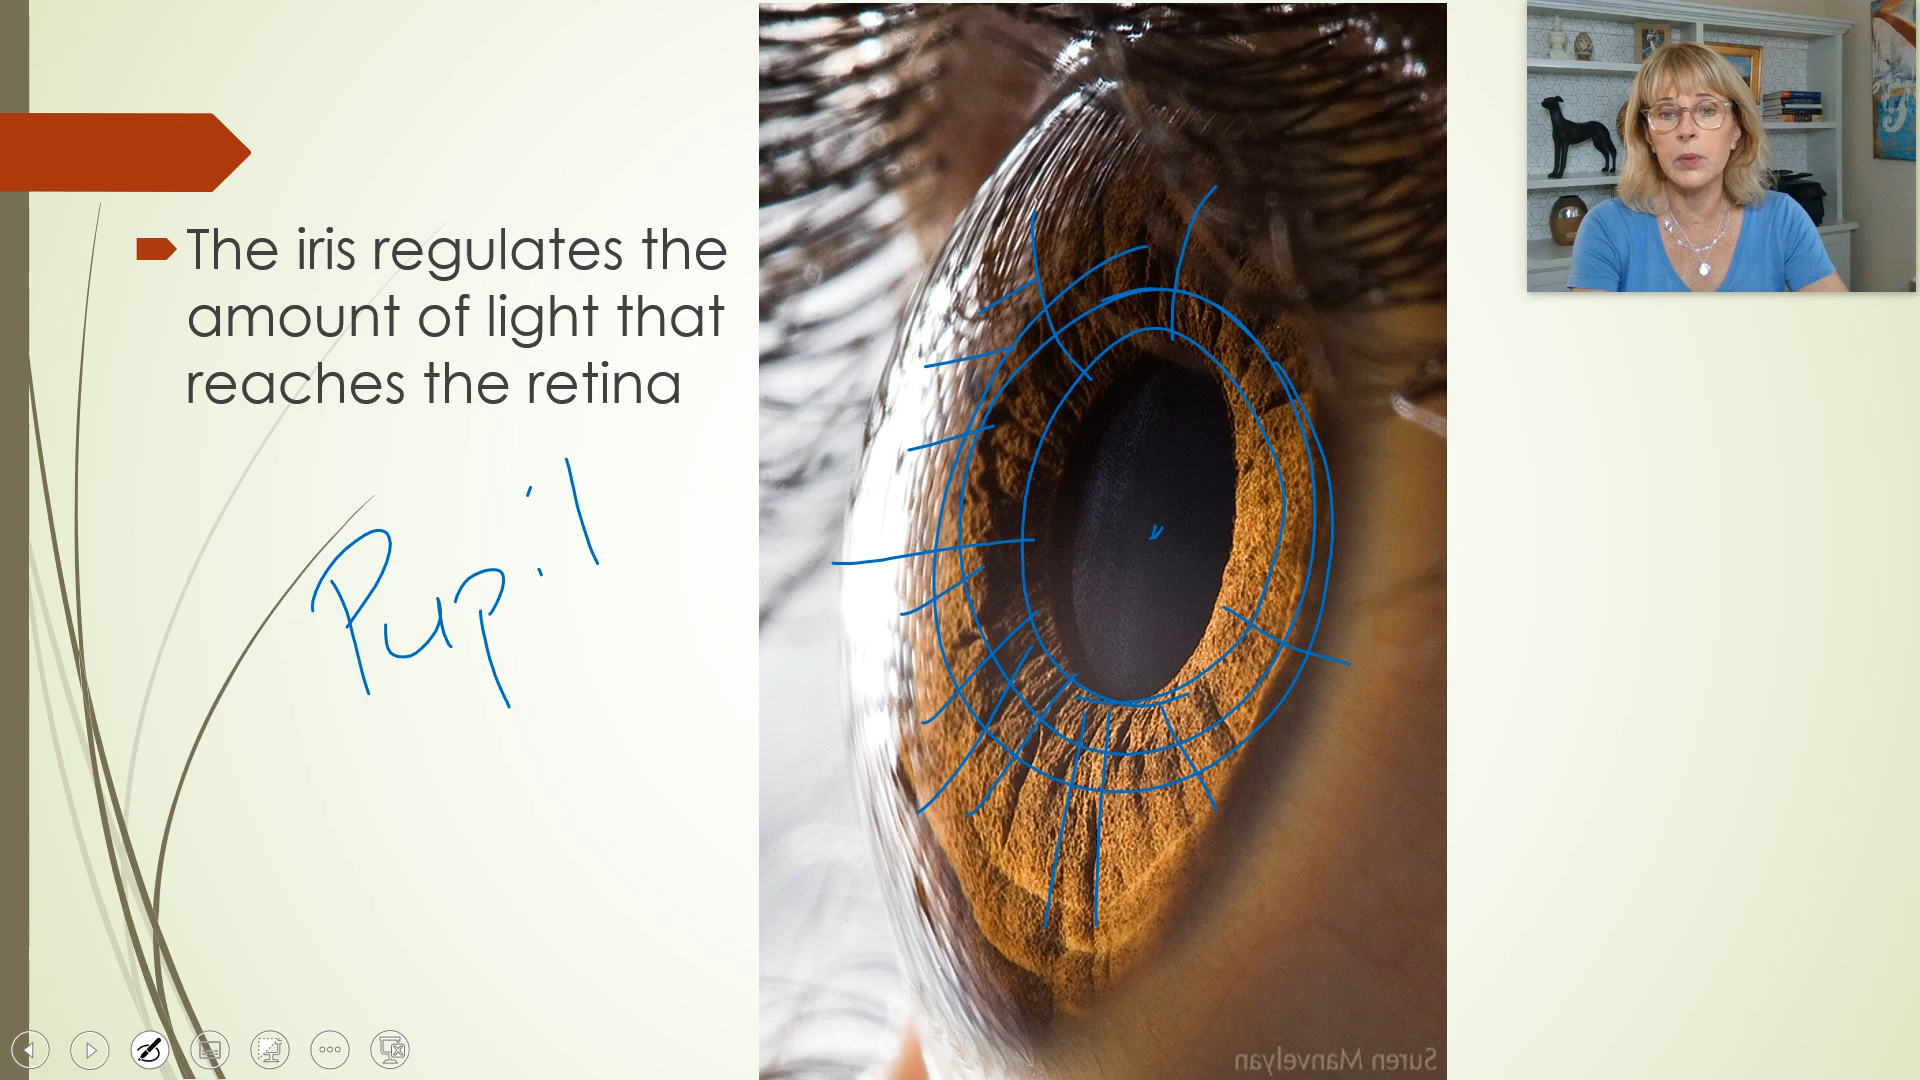 The iris regulates the
amount of light that
reaches the retina
Pupil
Suren Manvelyan